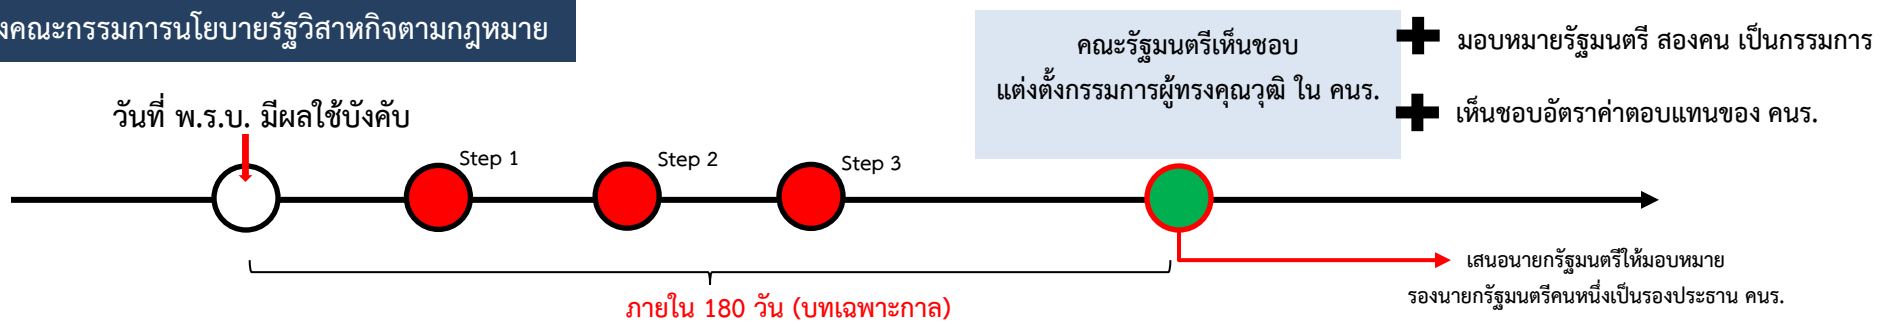 งคณะกรรมการนโยบายรัฐวิสาหกิจตามกฎหมาย
คณะรัฐมนตรีเห็นชอบ
แต่งตั้งกรรมการผู้ทรงคุณวุฒิ ใน คนร.
มอบหมายรัฐมนตรี สองคน เป็นกรรมการ
เห็นชอบอัตราค่าตอบแทนของ คนร.
วันที่ พ.ร.บ. มีผลใช้บังคับ
Step 1
Step 2
Step 3
ภายใน 180 วัน (บทเฉพาะกาล)
เสนอนายกรัฐมนตรีให้มอบหมาย
รองนายกรัฐมนตรีคนหนึ่งเป็นรองประธาน คนร.